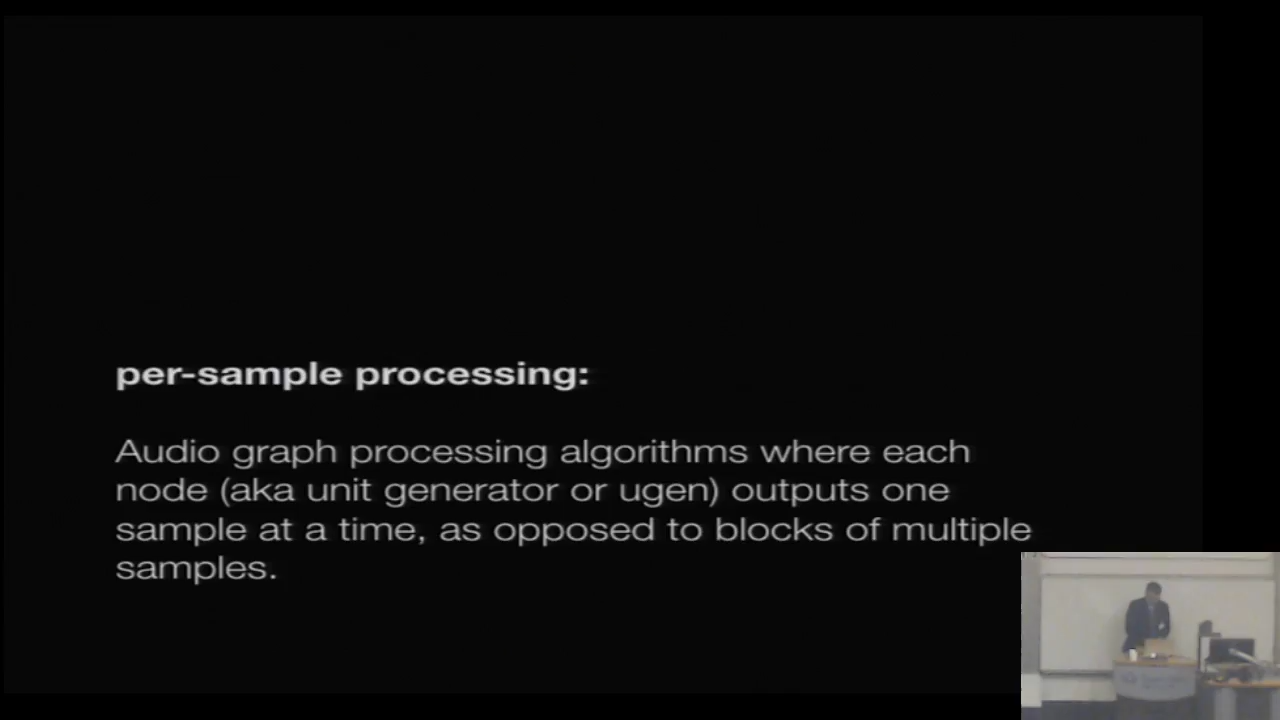 per-sample processing:
Audio graph processing algorithms where each
node (aka unit generator or ugen) outputs one
sample at a time, as opposed to blocks of multiple
samples.